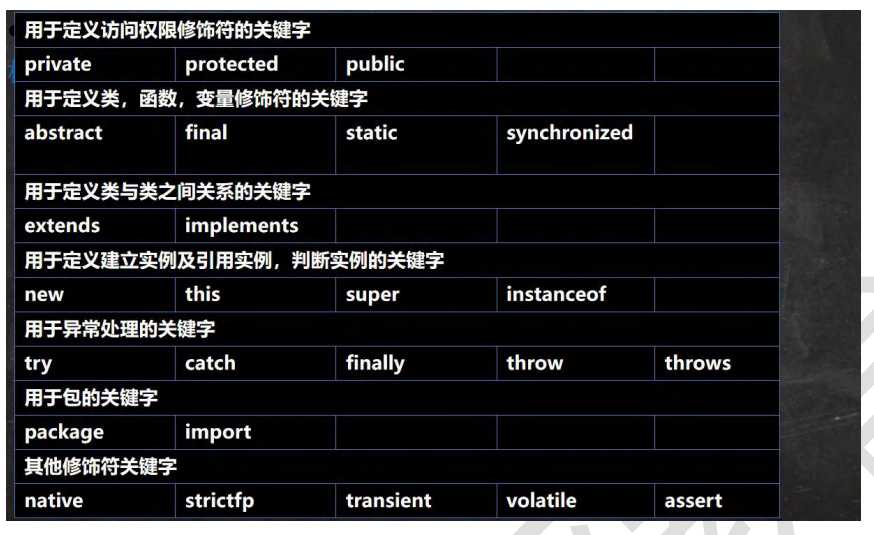 用于定义访问权限修饰符的关键字
private protected public
用于定义类，函数，变量修饰符的关键字
abstract final static synchronized
用于定义类与类之间关系的关键字
extends implements
用于定义建立实例及引用实例，判断实例的关键字
new this super instanceof
用于异常处理的关键字
try catch finally throw throws
用于包的关键字
package import
其他修饰符关键字
native strictfp transient volatile assert